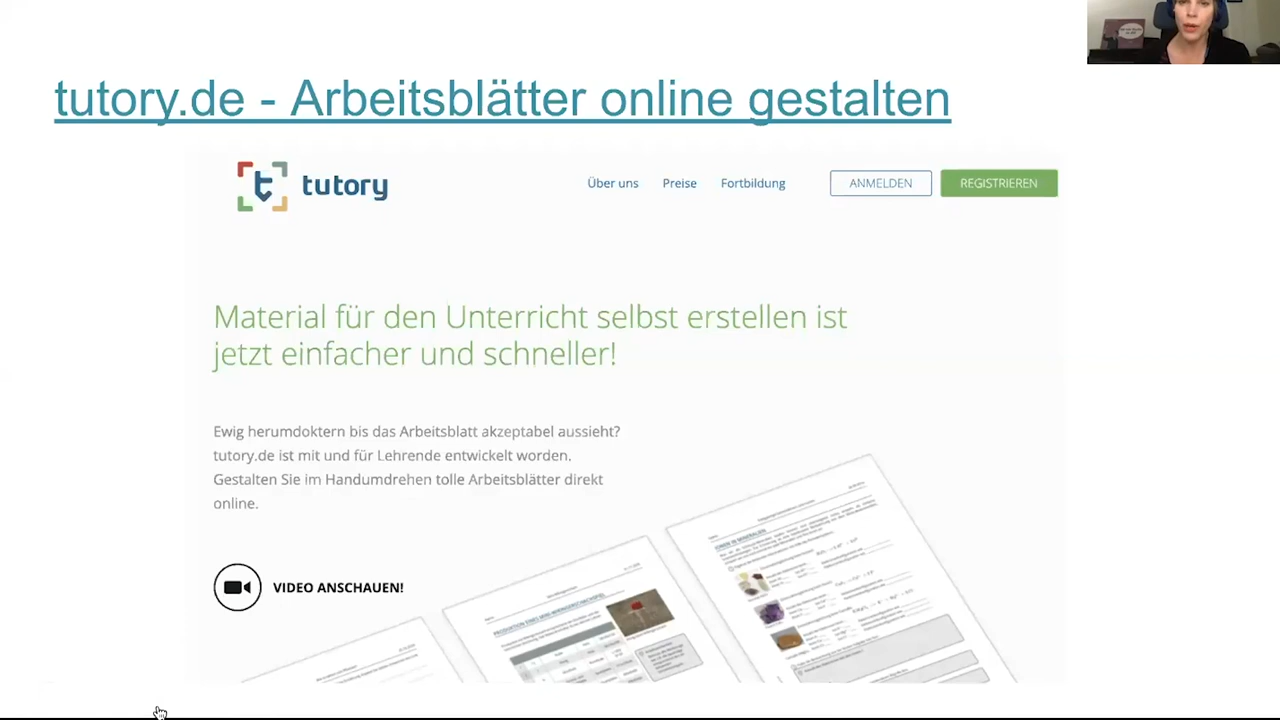 tutory.de - Arbeitsblätter online gestalten
tutory
Über uns
Preise
Fortbildung
ANMELDEN
REGISTRIEREN
Material für den Unterricht selbst erstellen ist
jetzt einfacher und schneller!
Ewig herumdoktern bis das Arbeitsblatt akzeptabel aussieht?
tutory.de ist mit und für Lehrende entwickelt worden.
Gestalten Sie im Handumdrehen tolle Arbeitsblätter direkt
online.
VIDEO ANSCHAUEN!